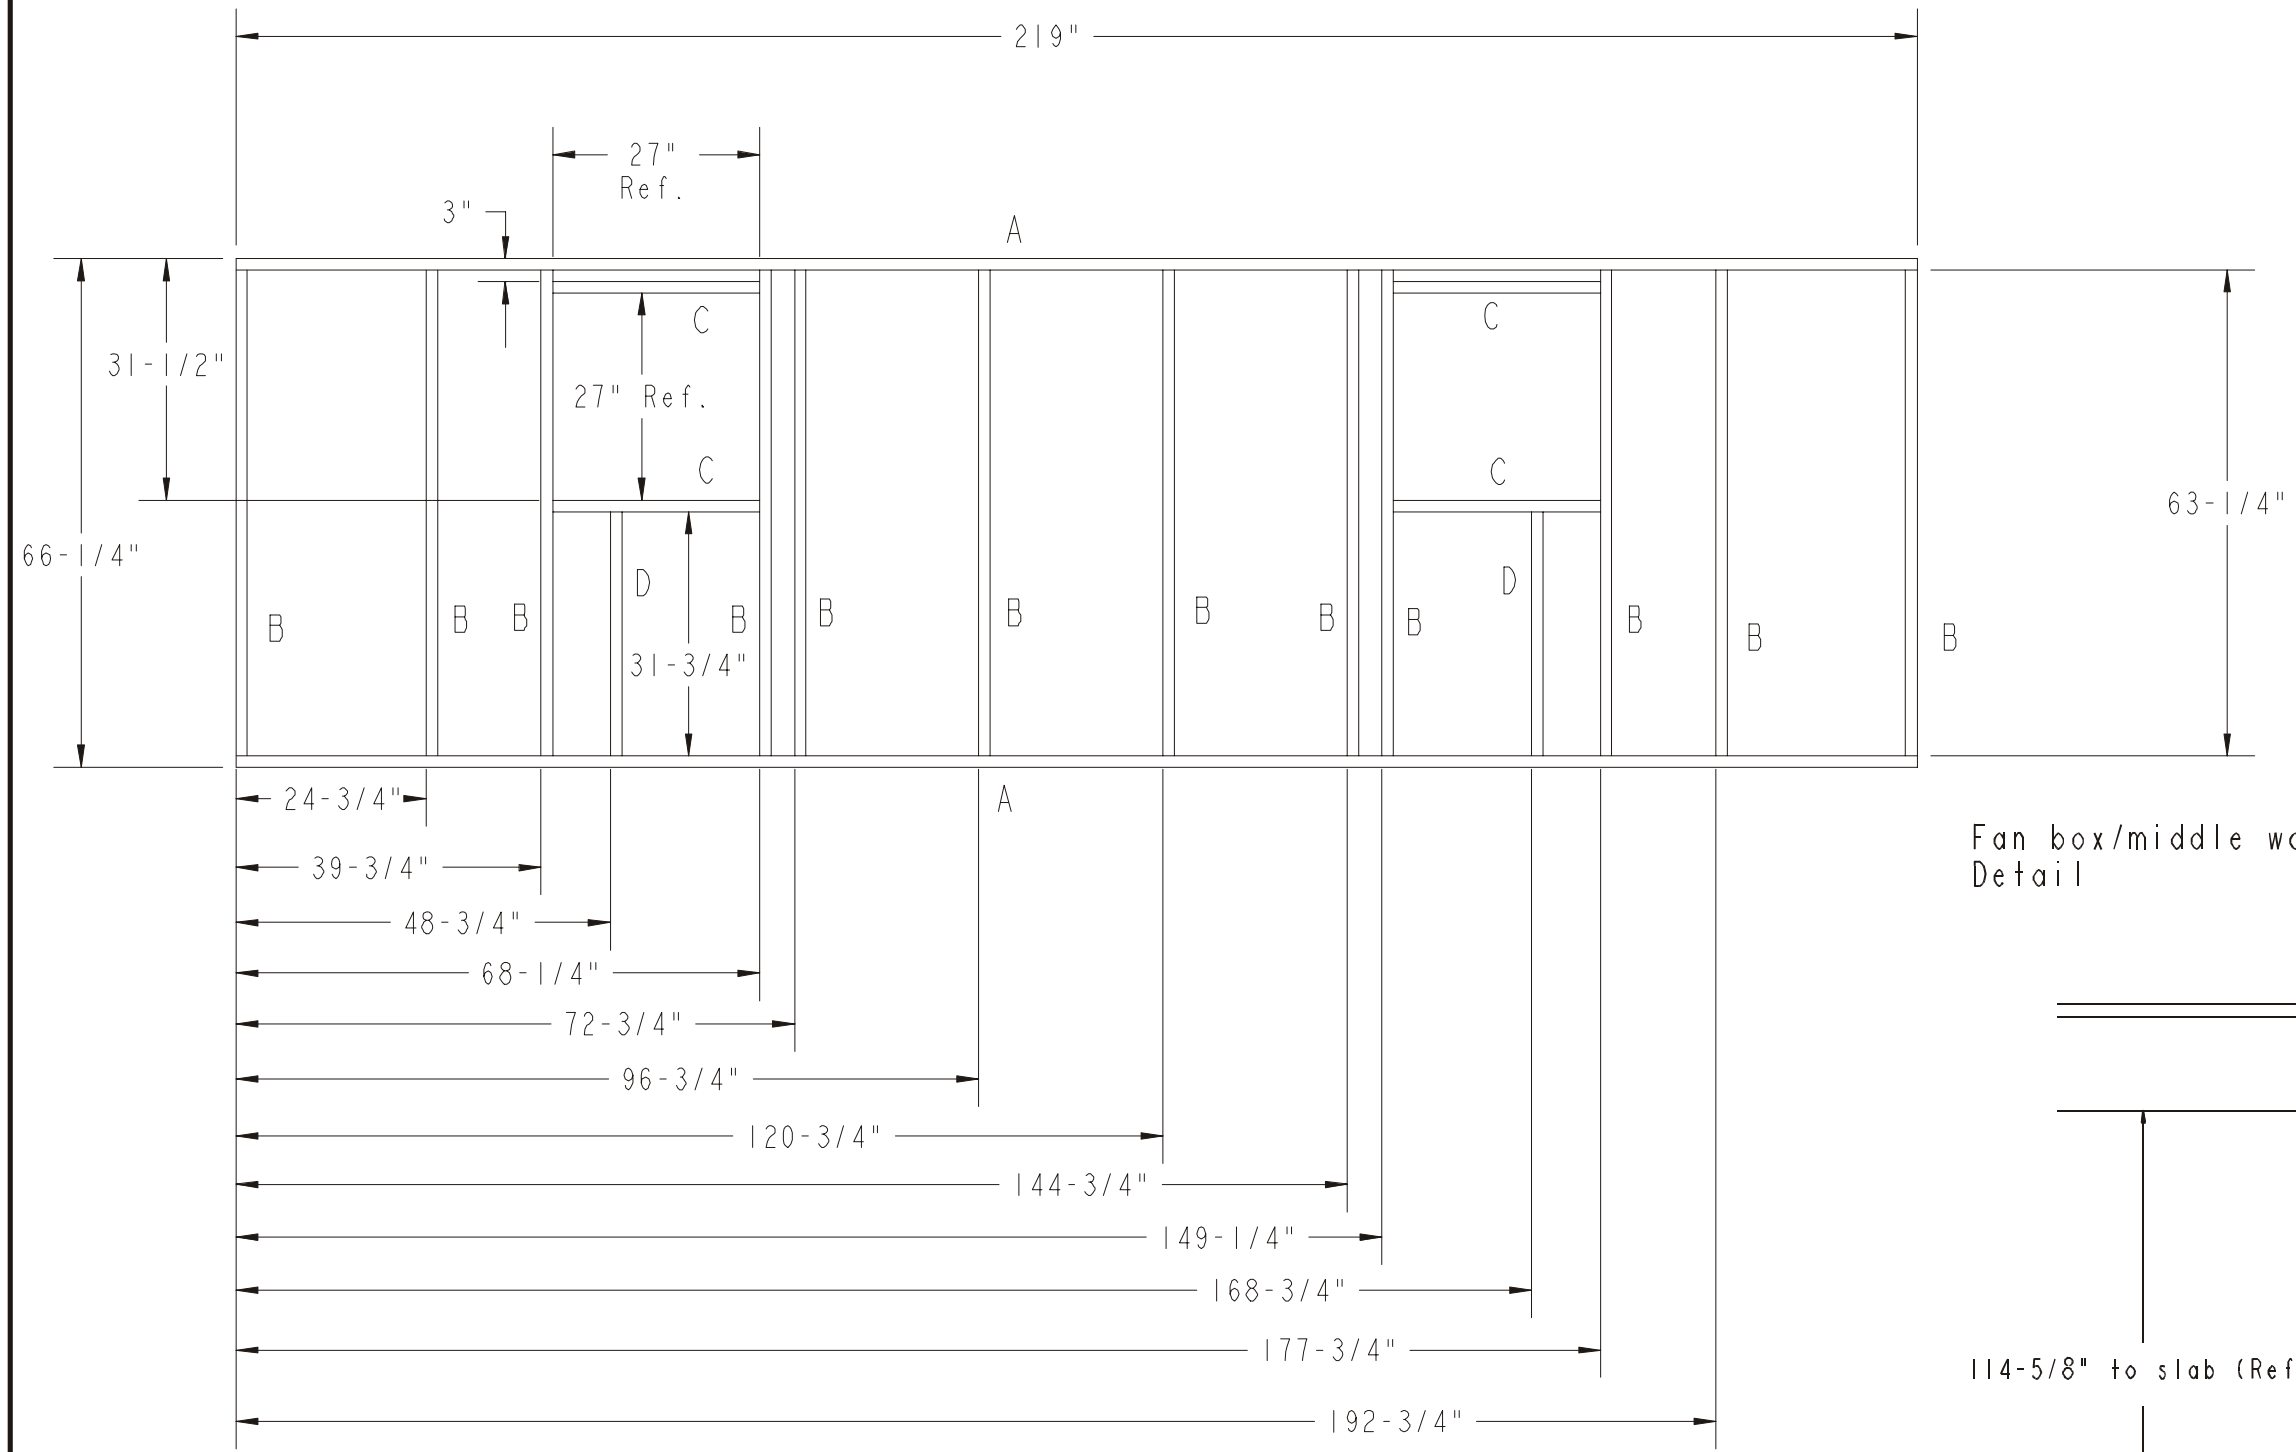 219"
27"
Ref.
3"
A
31-1/2"
C
C
27" Ref.
C
C
63-1/4"
66-1/4"
D
D
B
B
B
B
B
B
B
B
B
B
B
B
31-3/4"
24-3/4"
A
39-3/4"
Fan box/middle
Detail
48-3/4"
68-1/4"
72-3/4"
96-3/4"
120-3/4"
144-3/4"
149-1/4"
168-3/4"
177-3/4"
114-5/8" to slab (Ref
192-3/4"